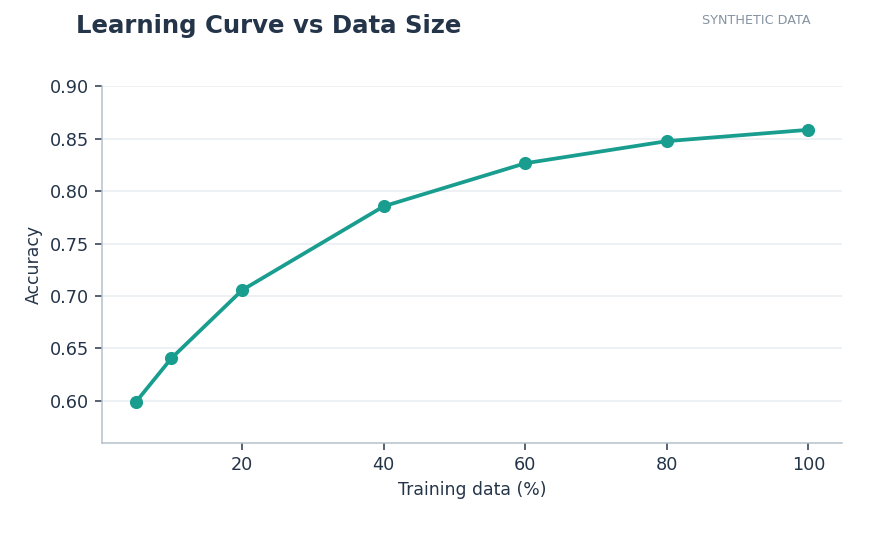 Learning Curve vs Data Size
SYNTHETIC DATA
0.90
0.85
0.80
0.75
0.70
0.65
0.60
Accuracy
20 40 60 80 100
Training data (%)